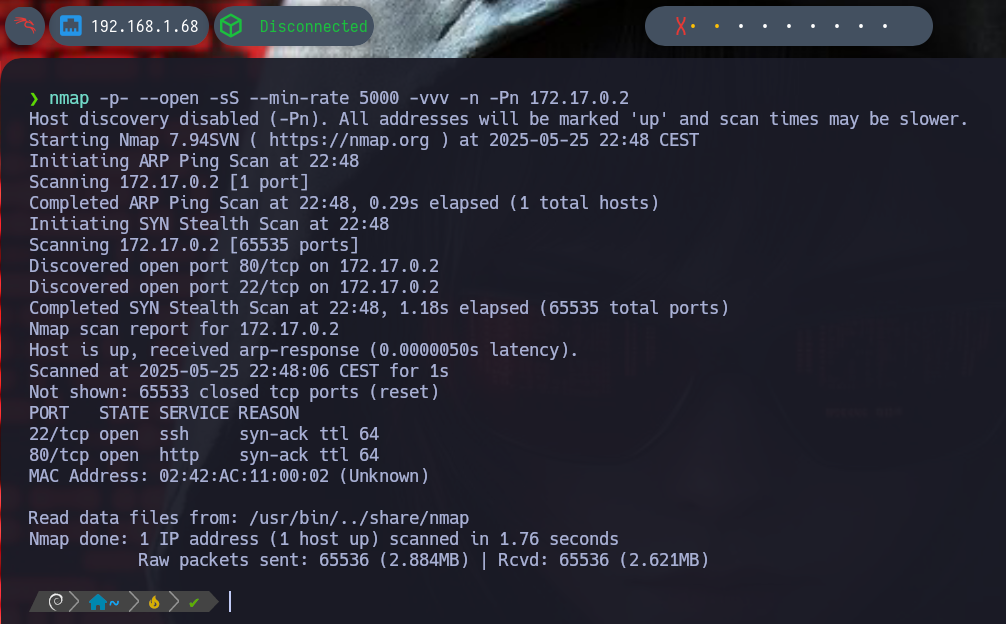 192.168.1.68
Disconnected
❯ nmap -p- --open -sS --min-rate 5000 -vvv -n -Pn 172.17.0.2
Host discovery disabled (-Pn). All addresses will be marked 'up' and scan times may be slower.
Starting Nmap 7.94SVN ( https://nmap.org ) at 2025-05-25 22:48 CEST
Initiating ARP Ping Scan at 22:48
Scanning 172.17.0.2 [1 port]
Completed ARP Ping Scan at 22:48, 0.29s elapsed (1 total hosts)
Initiating SYN Stealth Scan at 22:48
Scanning 172.17.0.2 [65535 ports]
Discovered open port 80/tcp on 172.17.0.2
Discovered open port 22/tcp on 172.17.0.2
Completed SYN Stealth Scan at 22:48, 1.18s elapsed (65535 total ports)
Nmap scan report for 172.17.0.2
Host is up, received arp-response (0.0000050s latency).
Scanned at 2025-05-25 22:48:06 CEST for 1s
Not shown: 65533 closed tcp ports (reset)
PORT   STATE SERVICE REASON
22/tcp open  ssh     syn-ack ttl 64
80/tcp open  http    syn-ack ttl 64
MAC Address: 02:42:AC:11:00:02 (Unknown)
Read data files from: /usr/bin/../share/nmap
Nmap done: 1 IP address (1 host up) scanned in 1.76 seconds
           Raw packets sent: 65536 (2.884MB) | Rcvd: 65536 (2.621MB)
~